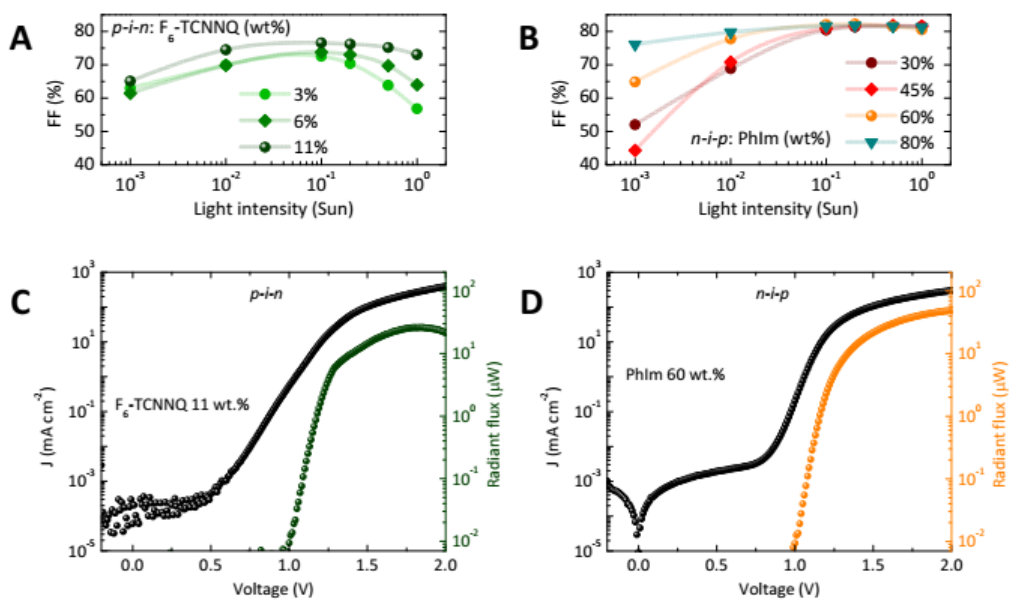 A
p-i-n: F₆-TCNNQ (wt%)
FF (%)
80
70
60
50
40
3%
6%
11%
10⁻³
10⁻²
10⁻¹
10⁰
Light intensity (Sun)
B
FF (%)
80
70
60
50
40
30%
45%
60%
80%
n-i-p: PhIm (wt%)
10⁻³
10⁻²
10⁻¹
10⁰
Light intensity (Sun)
C
p-i-n
J (mA cm⁻²)
10³
10¹
10⁻¹
10⁻³
10⁻⁵
F₆-TCNNQ 11 wt.%
10²
10¹
10⁰
10⁻¹
10⁻²
Radiant flux (μW)
0.0
0.5
1.0
1.5
2.0
Voltage (V)
D
n-i-p
J (mA cm⁻²)
10³
10¹
10⁻¹
10⁻³
10⁻⁵
PhIm 60 wt.%
10²
10¹
10⁰
10⁻¹
10⁻²
Radiant flux (μW)
0.0
0.5
1.0
1.5
2.0
Voltage (V)